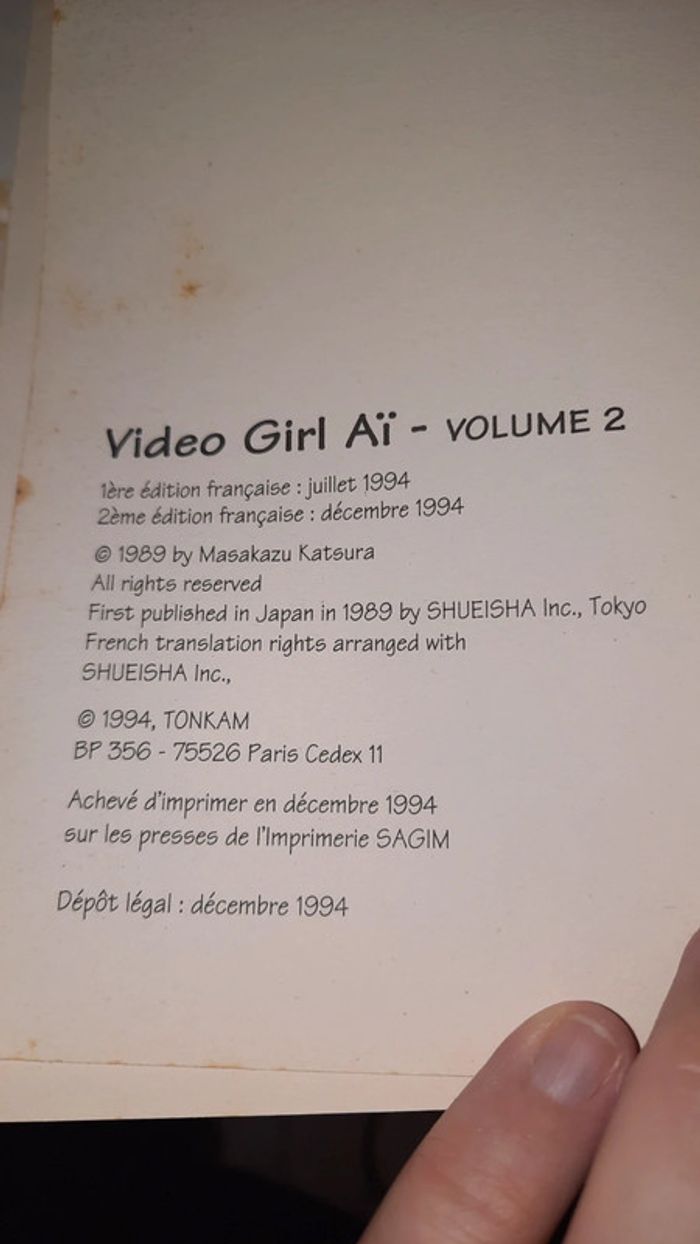 Video Girl Aï - VOLUME 2
1ère édition française : juillet 1994
2ème édition française : décembre 1994
© 1989 by Masakazu Katsura
All rights reserved
First published in Japan in 1989 by SHUEISHA Inc., Tokyo
French translation rights arranged with
SHUEISHA Inc.,
© 1994, TONKAM
BP 356 - 75526 Paris Cedex 11
Achevé d'imprimer en décembre 1994
sur les presses de l'Imprimerie SAGIM
Dépôt légal : décembre 1994